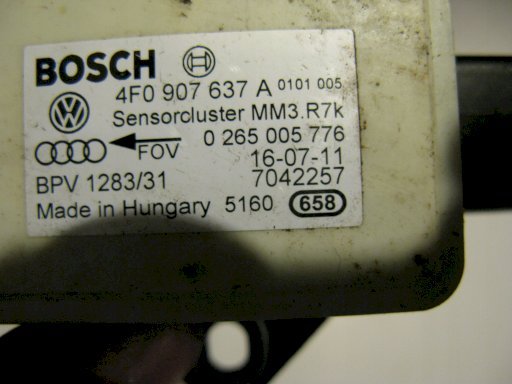 BOSCH
4F0 907 637 A 0101 005
Sensorcluster MM3.R7k
FOV 0 265 005 776
16-07-11
BPV 1283/31 7042257
Made in Hungary 5160 658